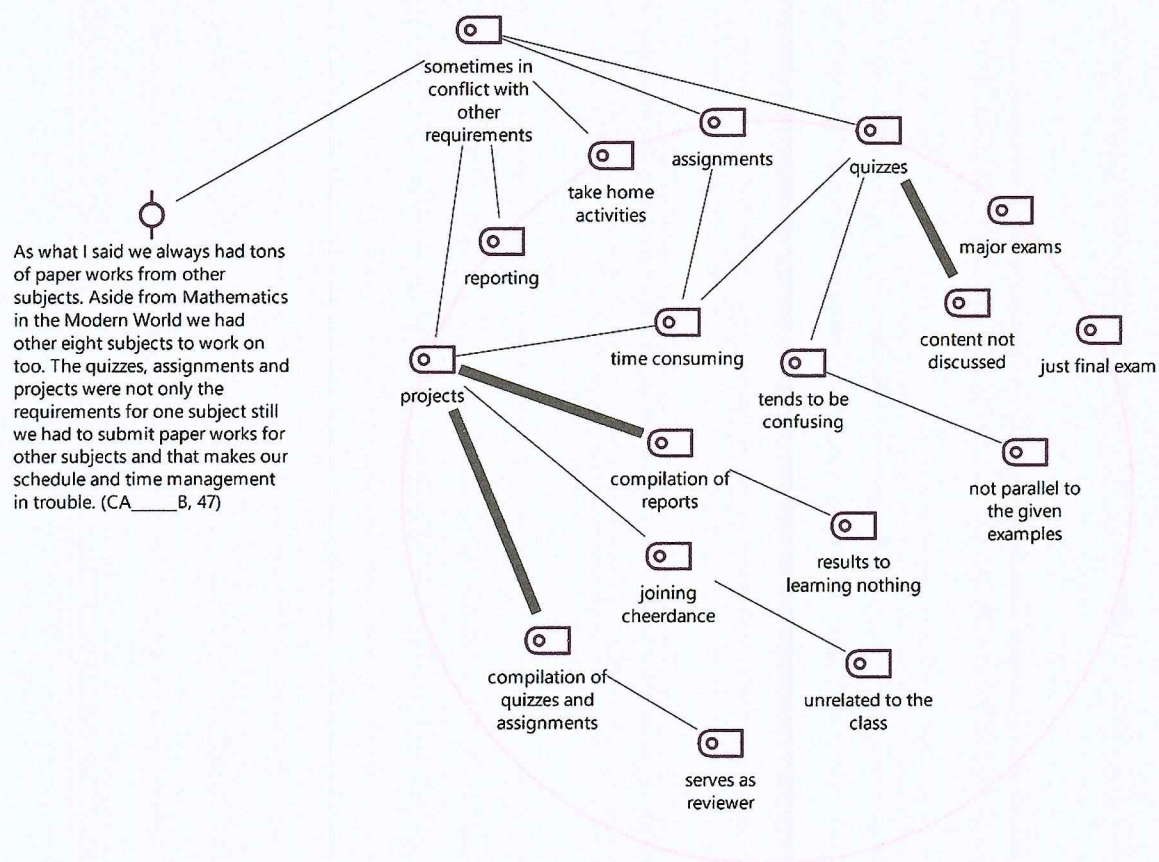 sometimes in
conflict with
other
requirements
assignments
quizzes
take home
activities
major exams
reporting
As what I said we always had tons
of paper works from other
subjects. Aside from Mathematics
in the Modern World we had
other eight subjects to work on
too. The quizzes, assignments and
projects were not only the
requirements for one subject still
we had to submit paper works for
other subjects and that makes our
schedule and time management
in trouble. (CA_____B, 47)
content not
discussed
just final exam
time consuming
projects
tends to be
confusing
compilation of
reports
not parallel to
the given
examples
results to
learning nothing
joining
cheerdance
compilation of
quizzes and
assignments
unrelated to the
class
serves as
reviewer